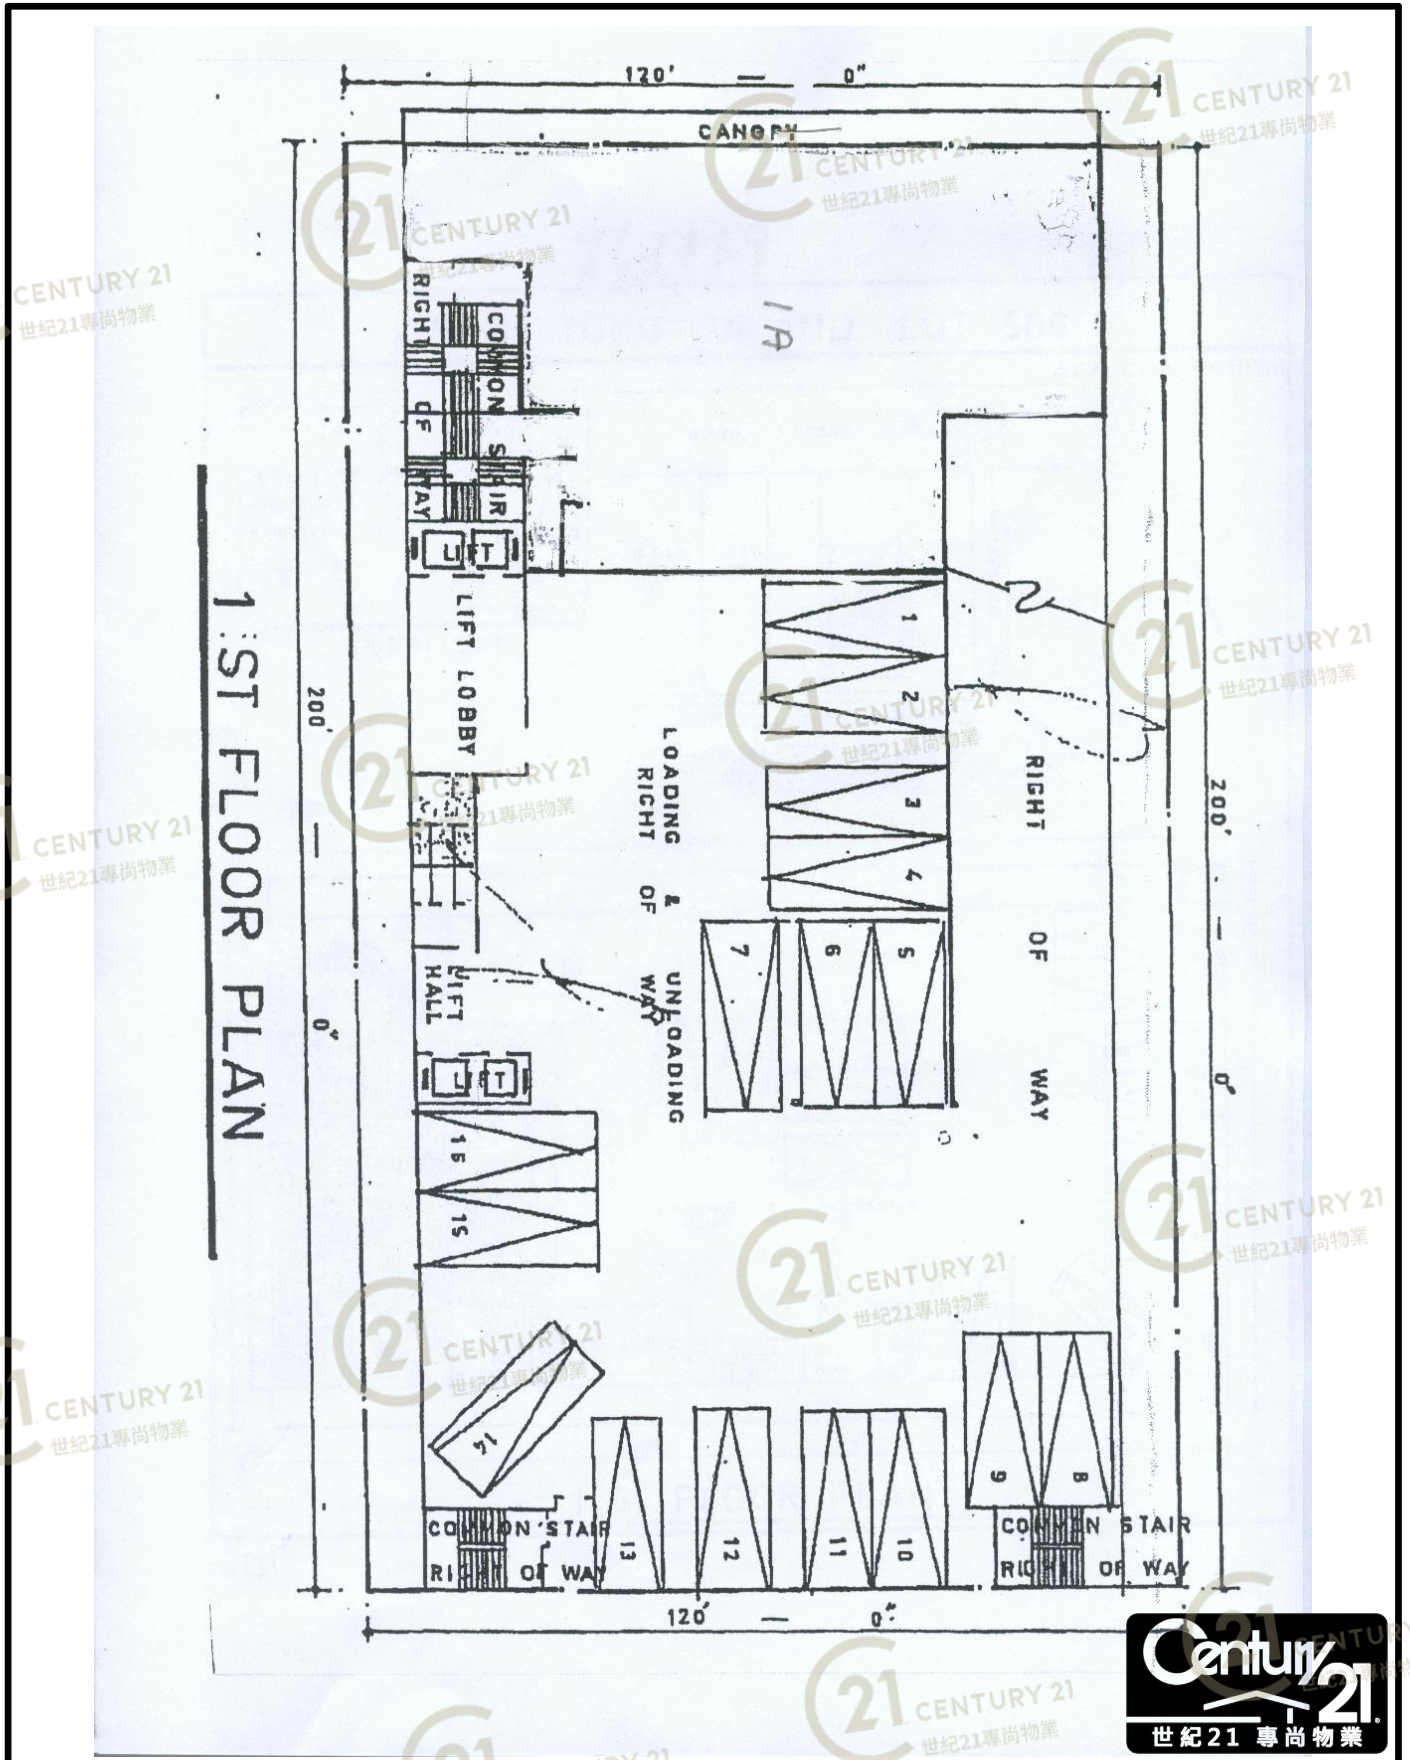 120' — 0"
CANOPY
RIGHT OF WAY
COMMON STAIR
1A
LIFT
LIFT LOBBY
1
2
3
4
5
6
7
LOADING & UNLOADING
RIGHT OF WAY
RIGHT OF WAY
200' — 0"
200' — 0"
1:ST FLOOR PLAN
LIFT
HALL
16
15
14
13
12
11
10
9
8
COMMON STAIR
RIGHT OF WAY
COMMON STAIR
RIGHT OF WAY
120' — 0"
Century 21
世紀21 專尚物業
CENTURY 21
世紀21專尚物業